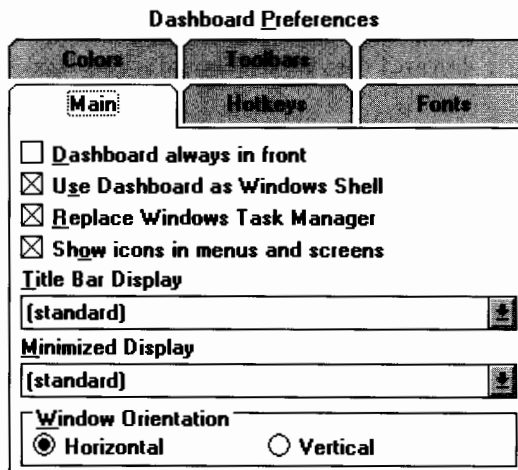 Dashboard Preferences
Colors Toolbars
Main Hotkeys Fonts
Dashboard always in front
Use Dashboard as Windows Shell
Replace Windows Task Manager
Show icons in menus and screens
Title Bar Display
(standard)
Minimized Display
(standard)
Window Orientation
Horizontal Vertical